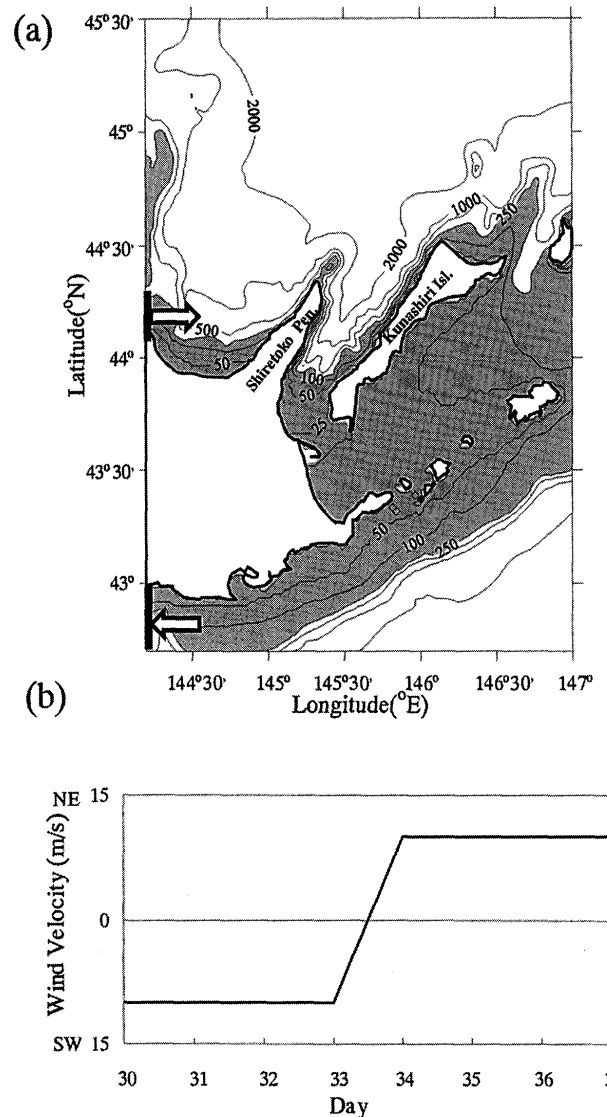 (a)
45°30'
45°
44°30'
44°
43°30'
43°
Latitude(°N)
2000
1000
250
2000
500
50
Shiretoko Pen.
Kunashiri Isl.
100
50
25
50
100
250
144°30' 145° 145°30' 146° 146°30' 147°
Longitude(°E)
(b)
NE 15
0
SW 15
Wind Velocity (m/s)
30 31 32 33 34 35 36
Day